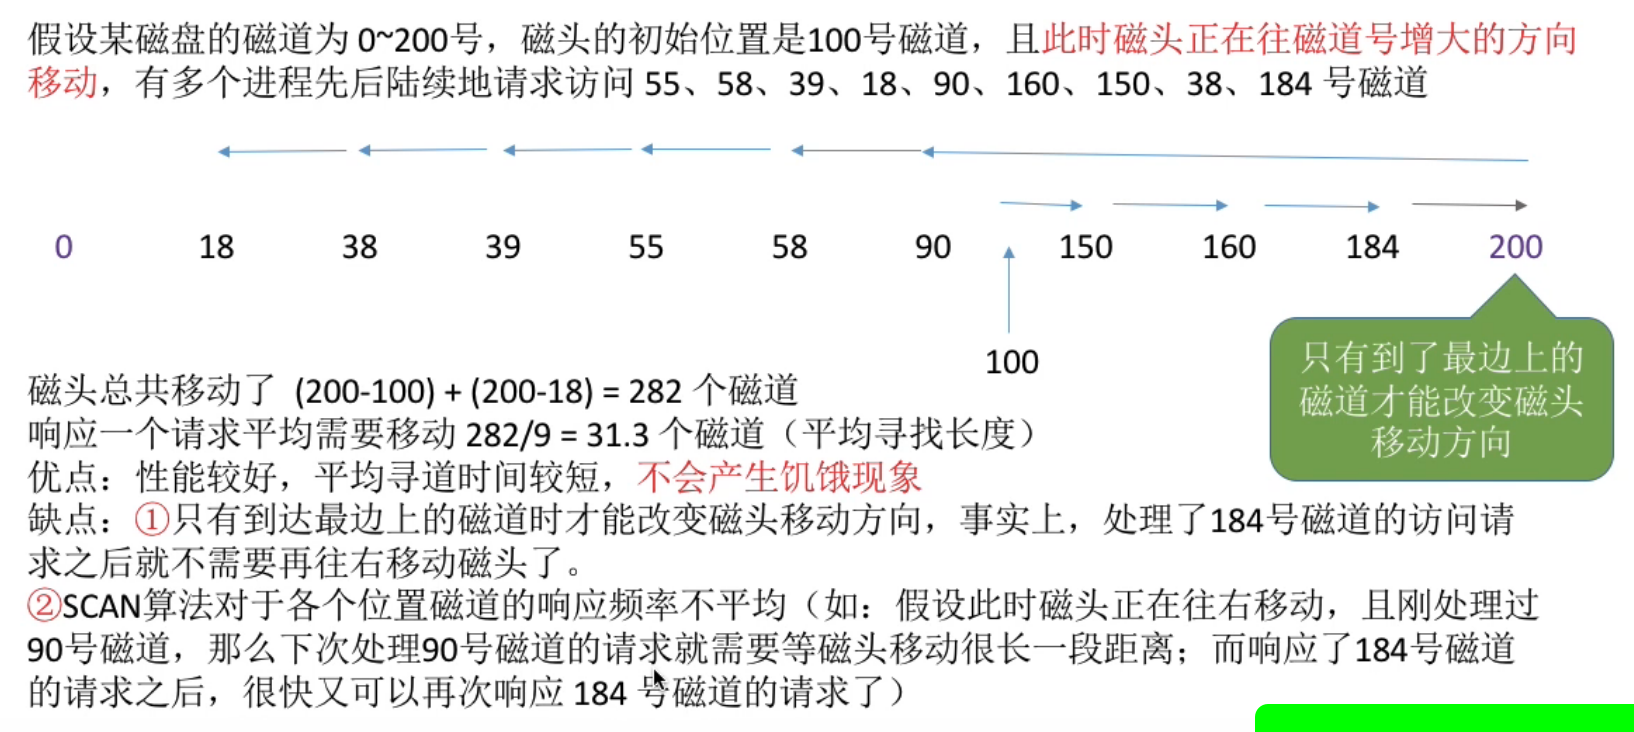 假设某磁盘的磁道为 0~200号，磁头的初始位置是100号磁道，且此时磁头正在往磁道号增大的方向
移动，有多个进程先后陆续地请求访问 55、58、39、18、90、160、150、38、184 号磁道
0 18 38 39 55 58 90 150 160 184 200
100
只有到了最边上的
磁道才能改变磁头
移动方向
磁头总共移动了 (200-100) + (200-18) = 282 个磁道
响应一个请求平均需要移动 282/9 = 31.3 个磁道（平均寻找长度）
优点：性能较好，平均寻道时间较短，不会产生饥饿现象
缺点：①只有到达最边上的磁道时才能改变磁头移动方向，事实上，处理了184号磁道的访问请
求之后就不需要再往右移动磁头了。
②SCAN算法对于各个位置磁道的响应频率不平均（如：假设此时磁头正在往右移动，且刚处理过
90号磁道，那么下次处理90号磁道的请求就需要等磁头移动很长一段距离；而响应了184号磁道
的请求之后，很快又可以再次响应 184 号磁道的请求了）